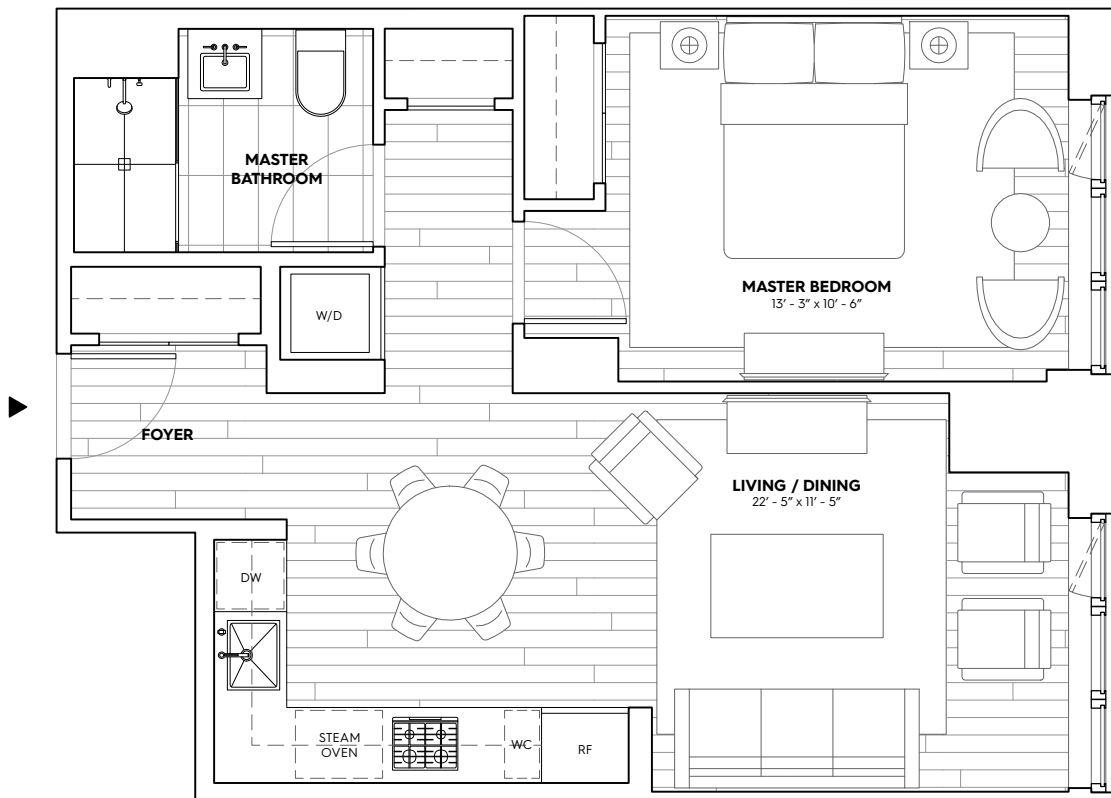 MASTER
BATHROOM
W/D
MASTER BEDROOM
13’ - 3” x 10’ - 6”
FOYER
LIVING / DINING
22’ - 5” x 11’ - 5”
DW
STEAM
OVEN
WC
RF